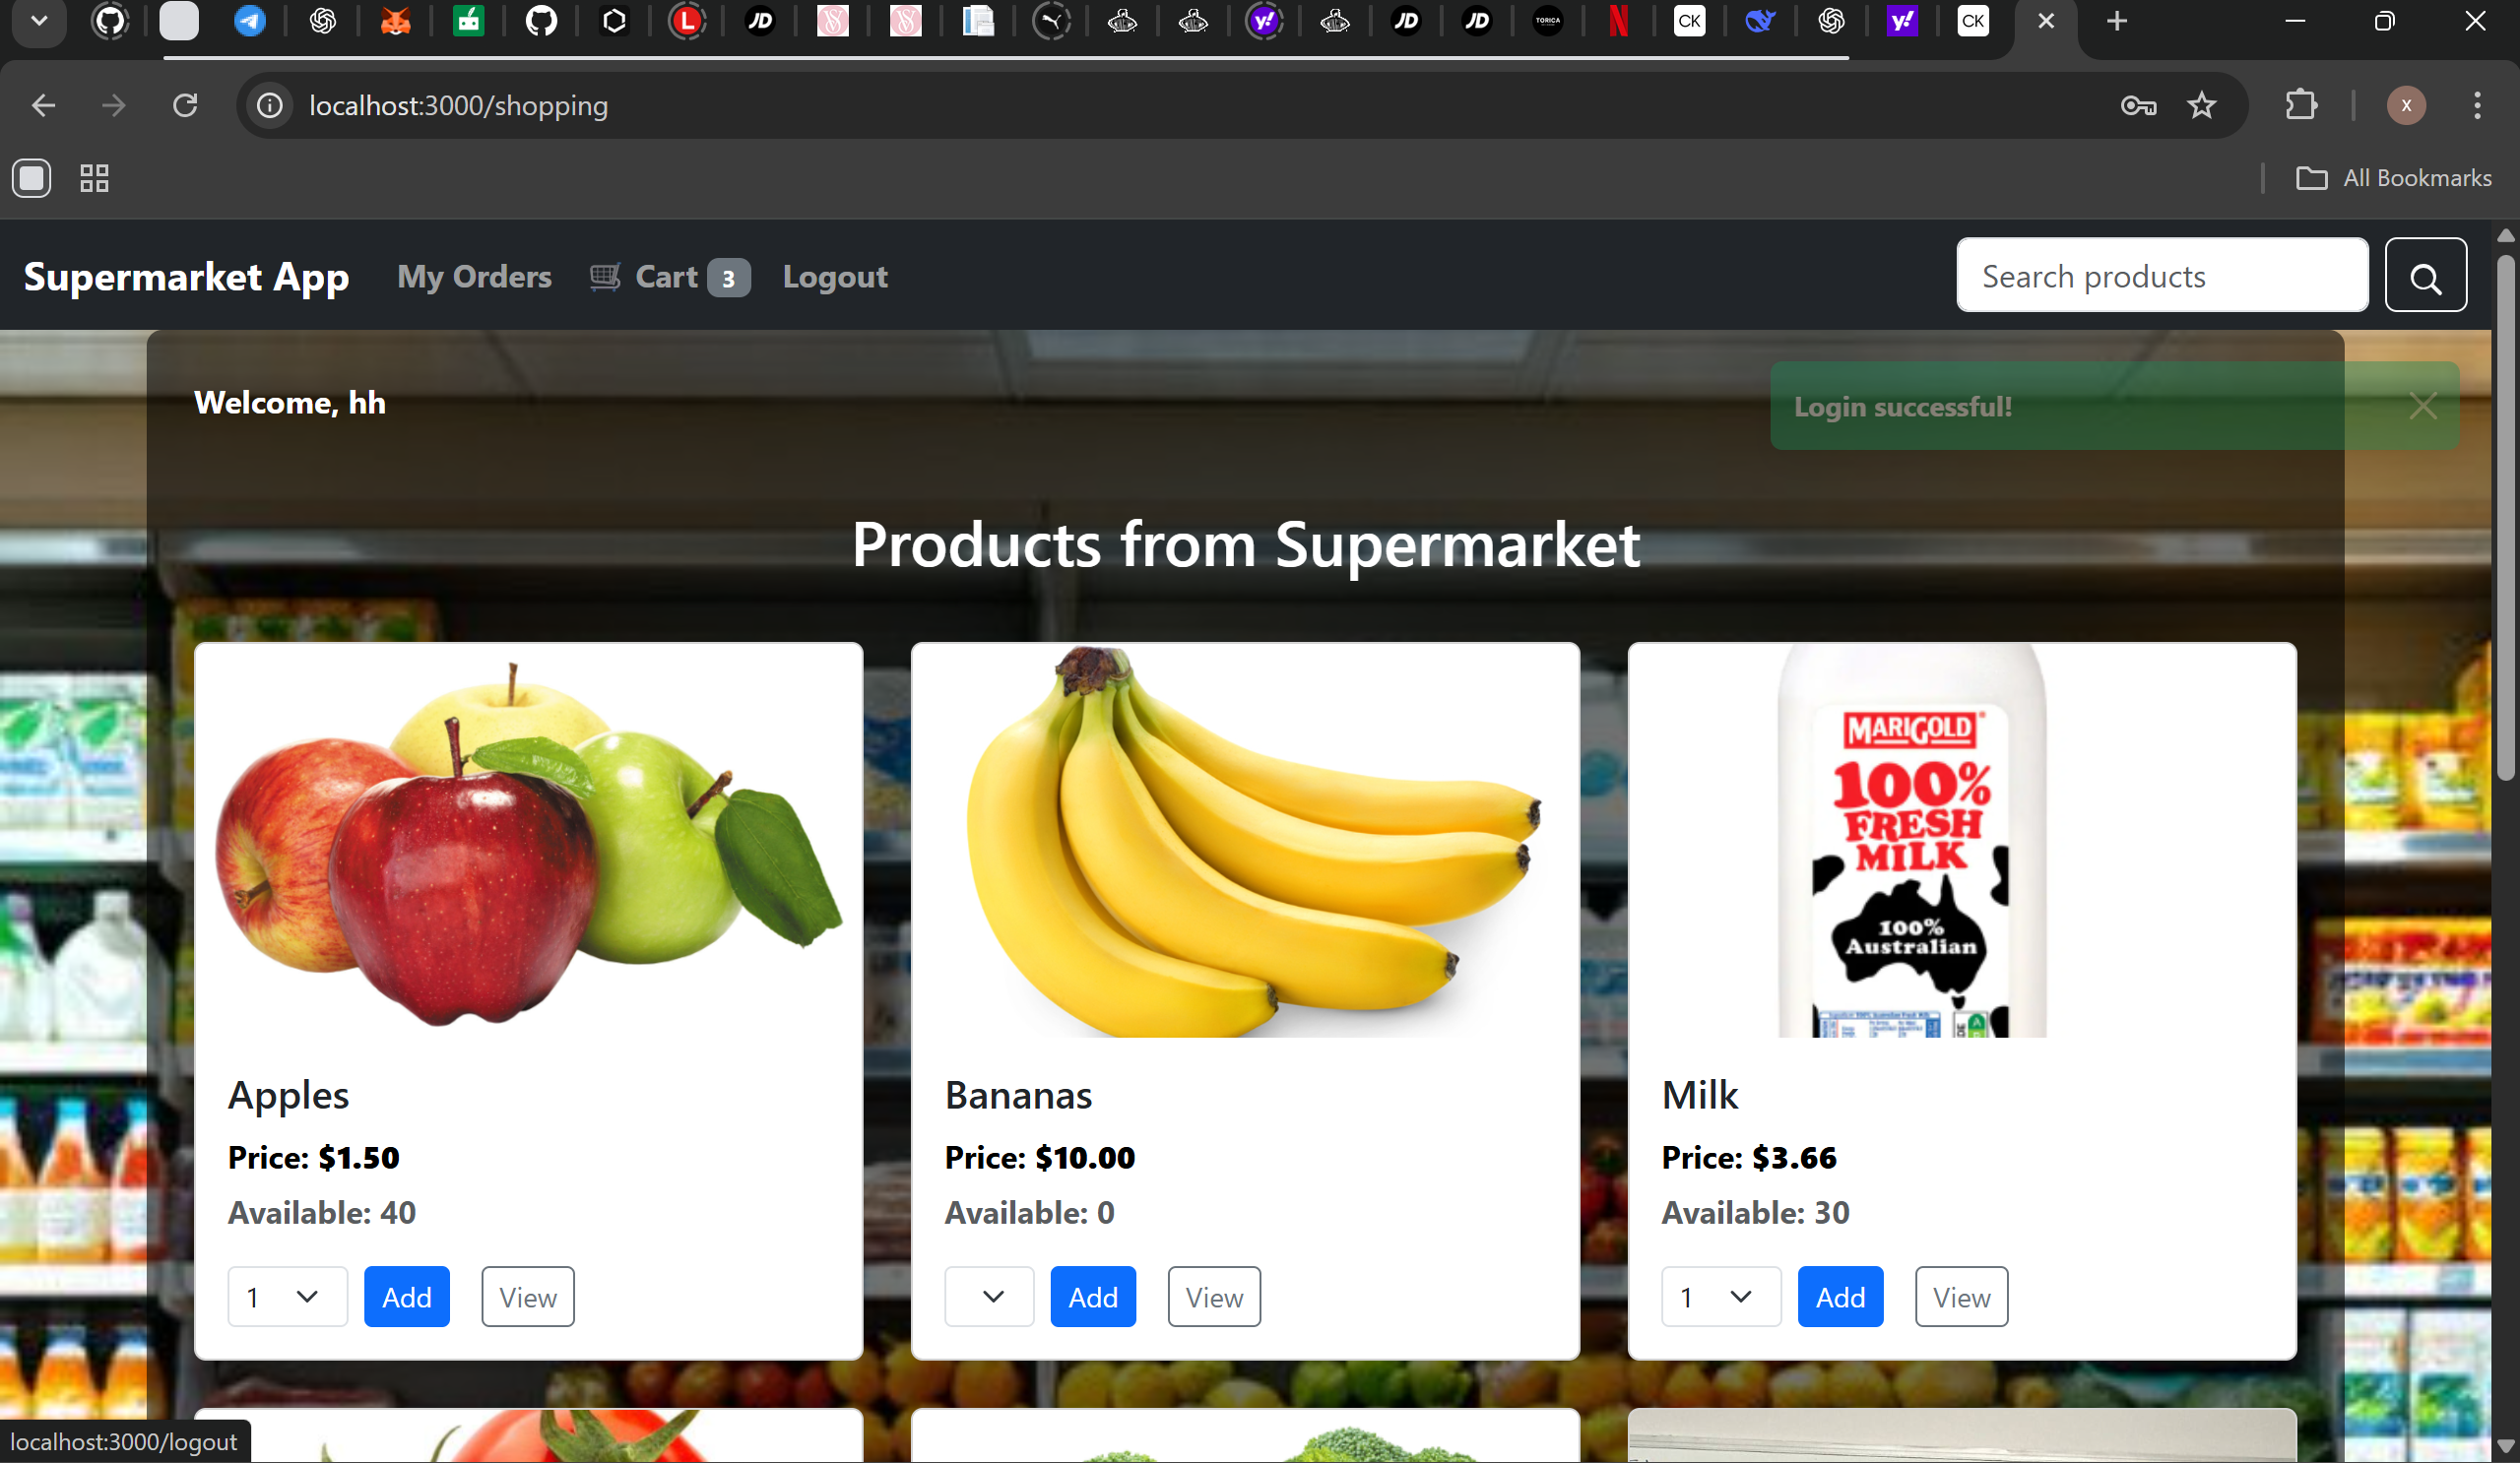 localhost:3000/shopping
X
All Bookmarks
Supermarket App
My Orders
Cart 3
Logout
Search products
Welcome, hh
Login successful!
Products from Supermarket
MARIGOLD
100%
FRESH
MILK
100%
Australian
Apples
Price: $1.50
Available: 40
1
Add
View
Bananas
Price: $10.00
Available: 0
Add
View
Milk
Price: $3.66
Available: 30
1
Add
View
localhost:3000/logout